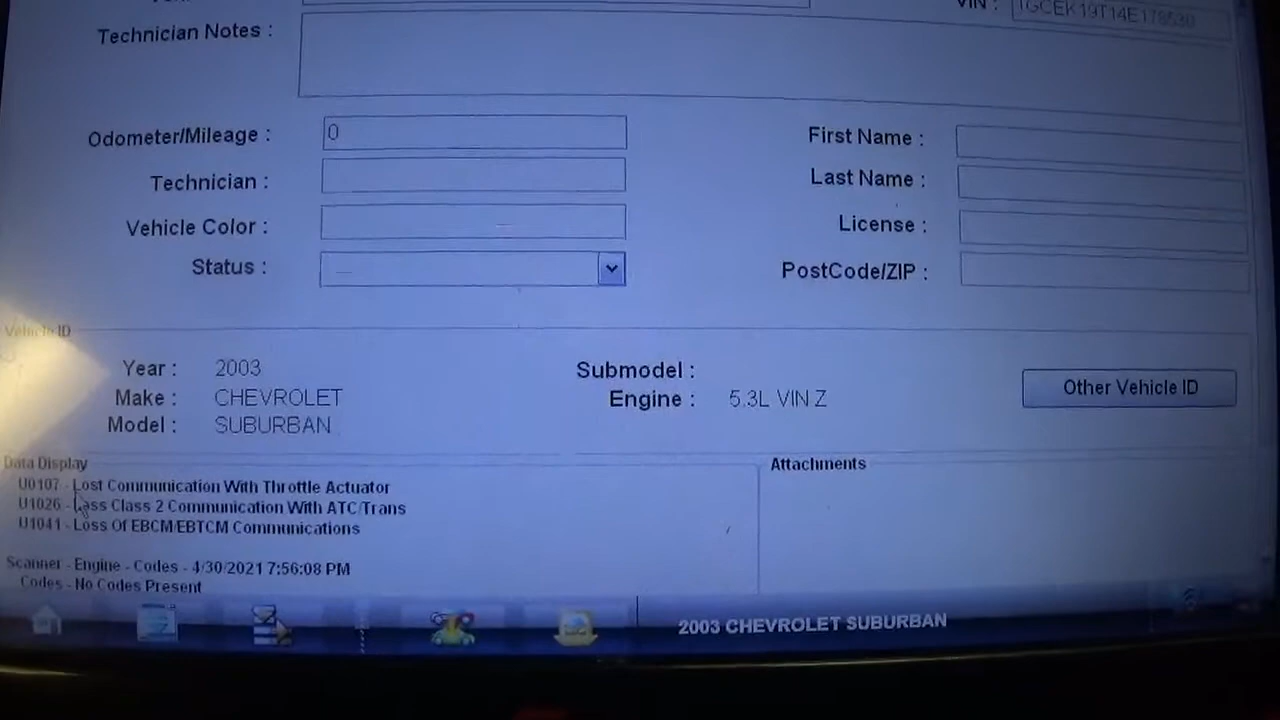 VIN :
Technician Notes :
Odometer/Mileage : 0
First Name :
Technician :
Last Name :
Vehicle Color :
License :
Status :
PostCode/ZIP :
Vehicle ID
Year : 2003
Submodel :
Make : CHEVROLET
Engine : 5.3L VIN Z
Other Vehicle ID
Model : SUBURBAN
Data Display
Attachments
U0107 - Lost Communication With Throttle Actuator
U1026 - Loss Class 2 Communication With ATC/Trans
U1041 - Loss Of EBCM/EBTCM Communications
Scanner - Engine - Codes - 4/30/2021 7:56:08 PM
Codes - No Codes Present
2003 CHEVROLET SUBURBAN